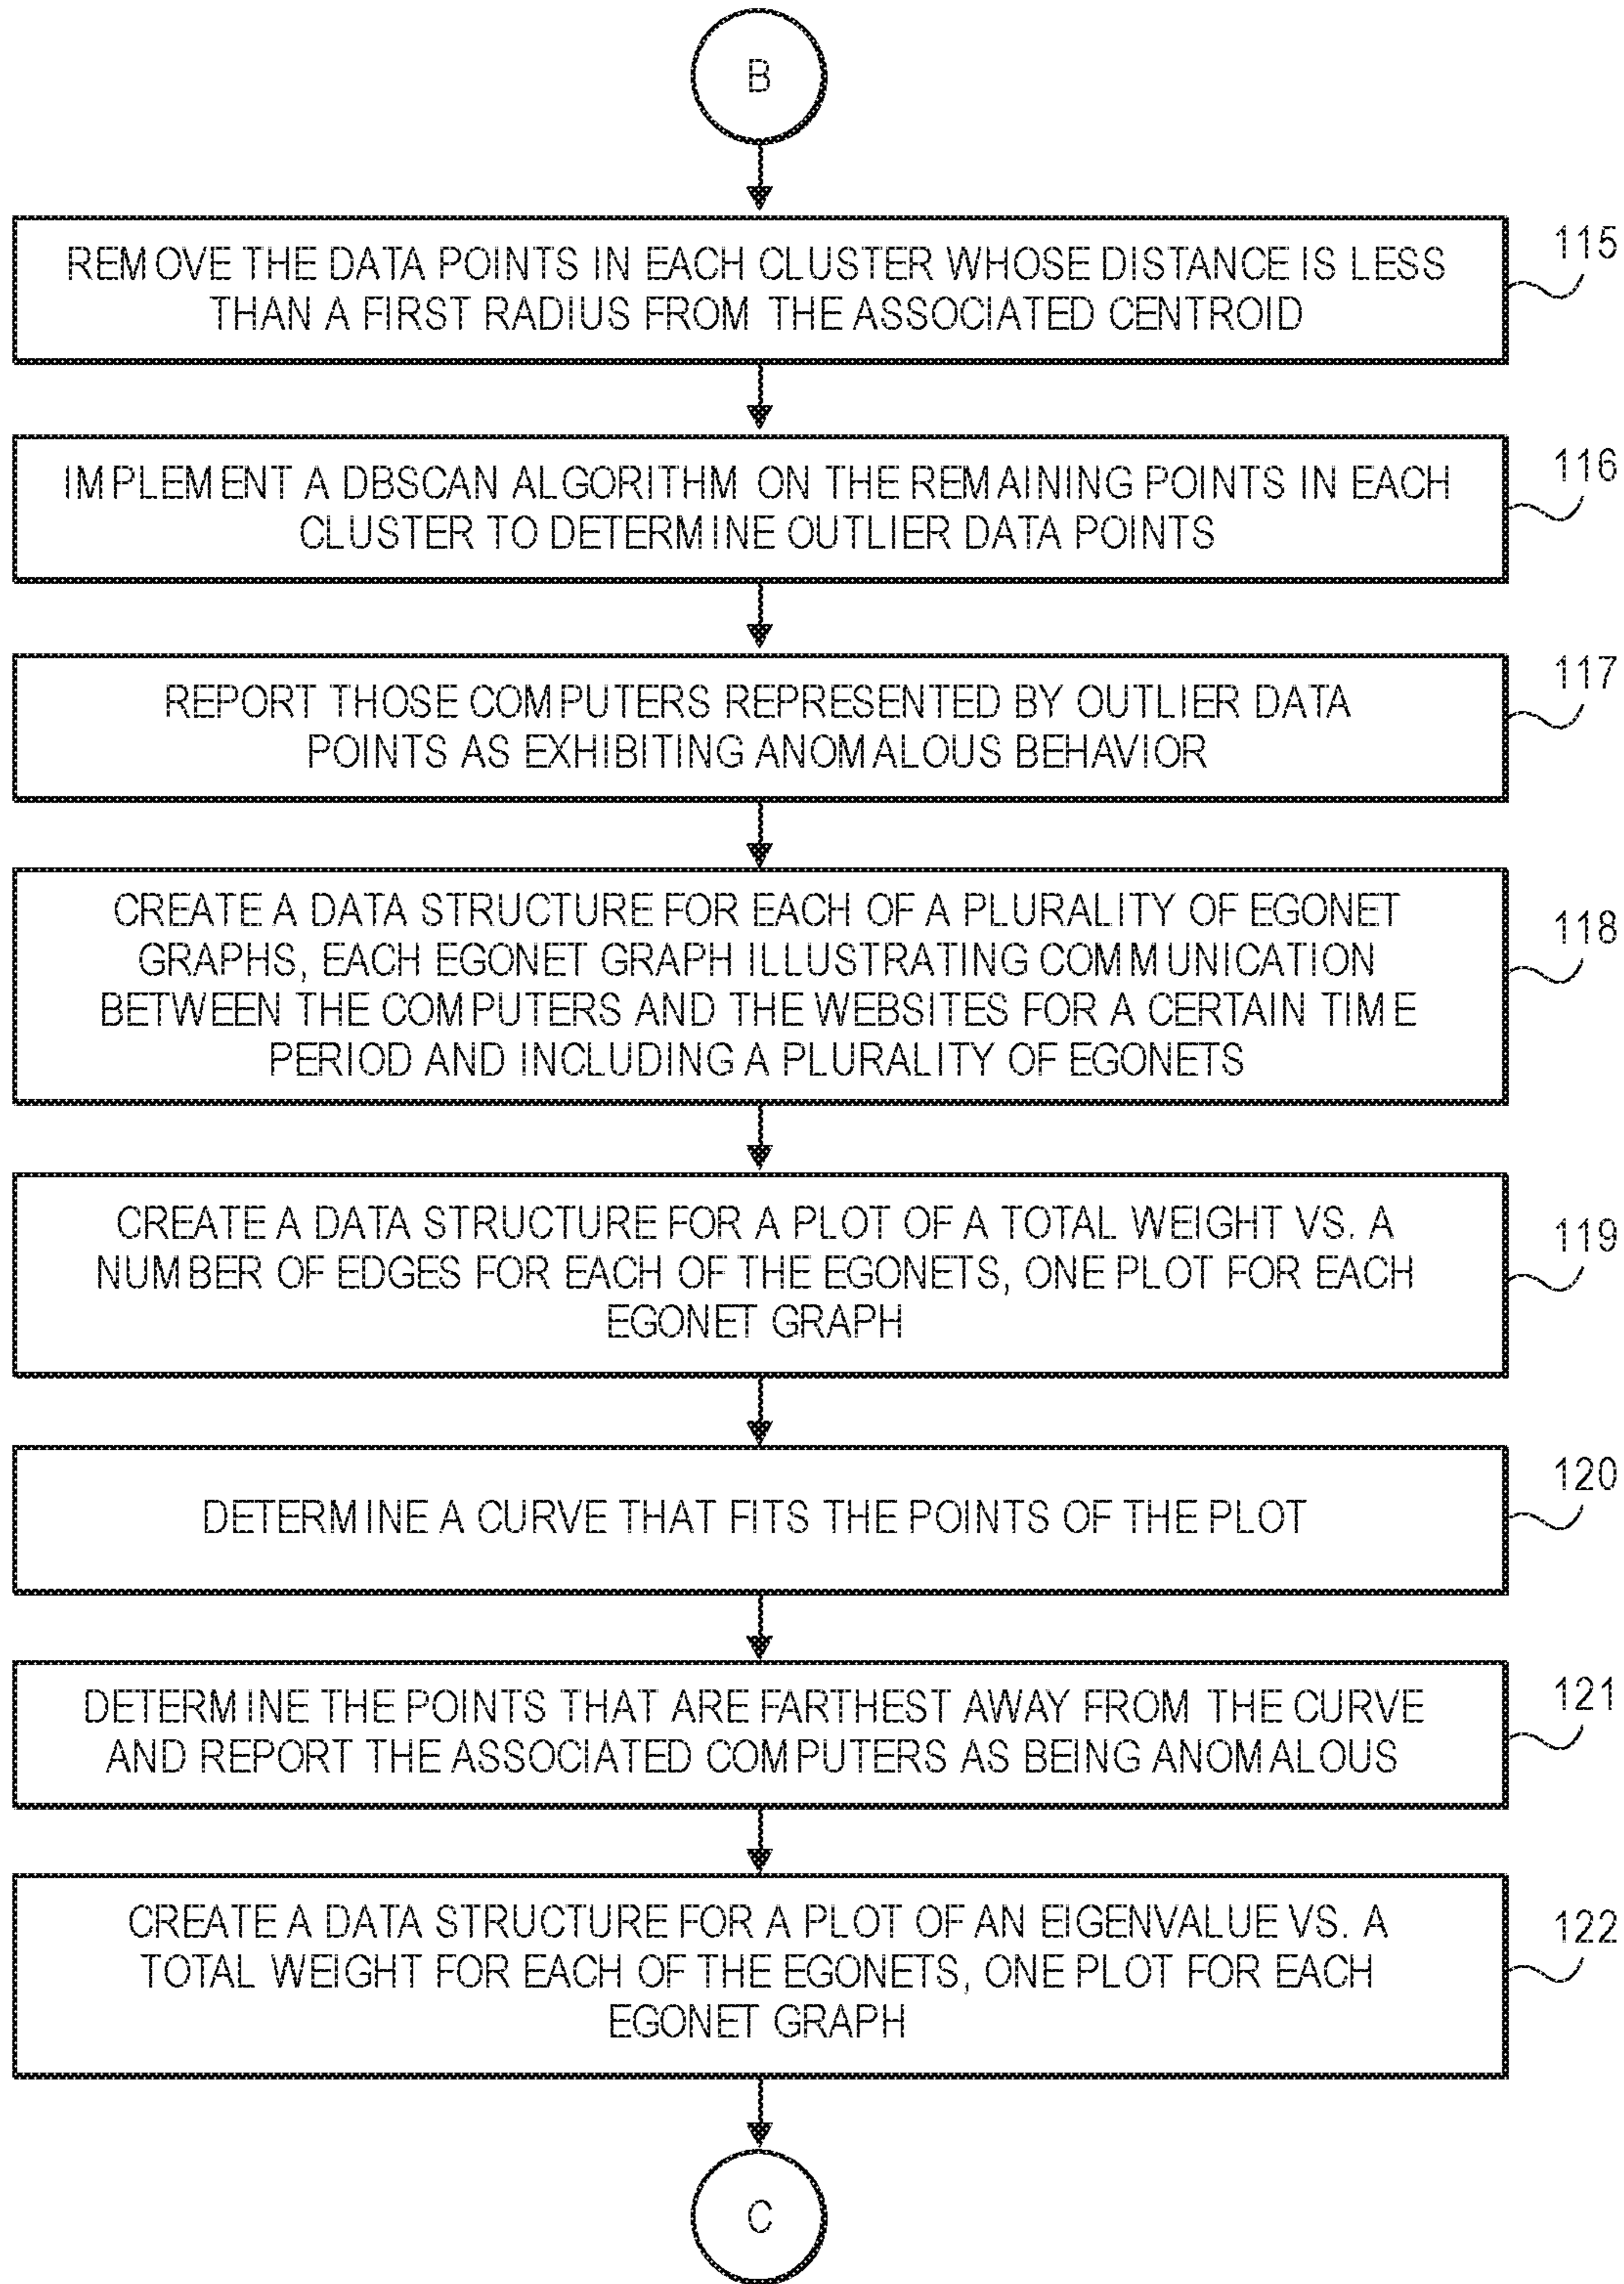 B
REMOVE THE DATA POINTS IN EACH CLUSTER WHOSE DISTANCE IS LESS
THAN A FIRST RADIUS FROM THE ASSOCIATED CENTROID
115
IMPLEMENT A DBSCAN ALGORITHM ON THE REMAINING POINTS IN EACH
CLUSTER TO DETERMINE OUTLIER DATA POINTS
116
REPORT THOSE COMPUTERS REPRESENTED BY OUTLIER DATA
POINTS AS EXHIBITING ANOMALOUS BEHAVIOR
117
CREATE A DATA STRUCTURE FOR EACH OF A PLURALITY OF EGONET
GRAPHS, EACH EGONET GRAPH ILLUSTRATING COMMUNICATION
BETWEEN THE COMPUTERS AND THE WEBSITES FOR A CERTAIN TIME
PERIOD AND INCLUDING A PLURALITY OF EGONETS
118
CREATE A DATA STRUCTURE FOR A PLOT OF A TOTAL WEIGHT VS. A
NUMBER OF EDGES FOR EACH OF THE EGONETS, ONE PLOT FOR EACH
EGONET GRAPH
119
DETERMINE A CURVE THAT FITS THE POINTS OF THE PLOT
120
DETERMINE THE POINTS THAT ARE FARTHEST AWAY FROM THE CURVE
AND REPORT THE ASSOCIATED COMPUTERS AS BEING ANOMALOUS
121
CREATE A DATA STRUCTURE FOR A PLOT OF AN EIGENVALUE VS. A
TOTAL WEIGHT FOR EACH OF THE EGONETS, ONE PLOT FOR EACH
EGONET GRAPH
122
C